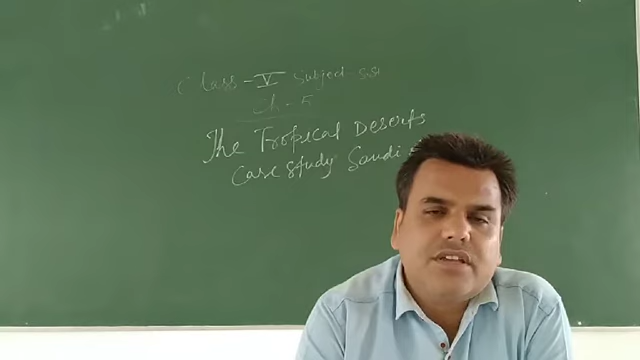 Class - V Subject - SSt
Ch - 5
The Tropical Deserts
Case study Saudi